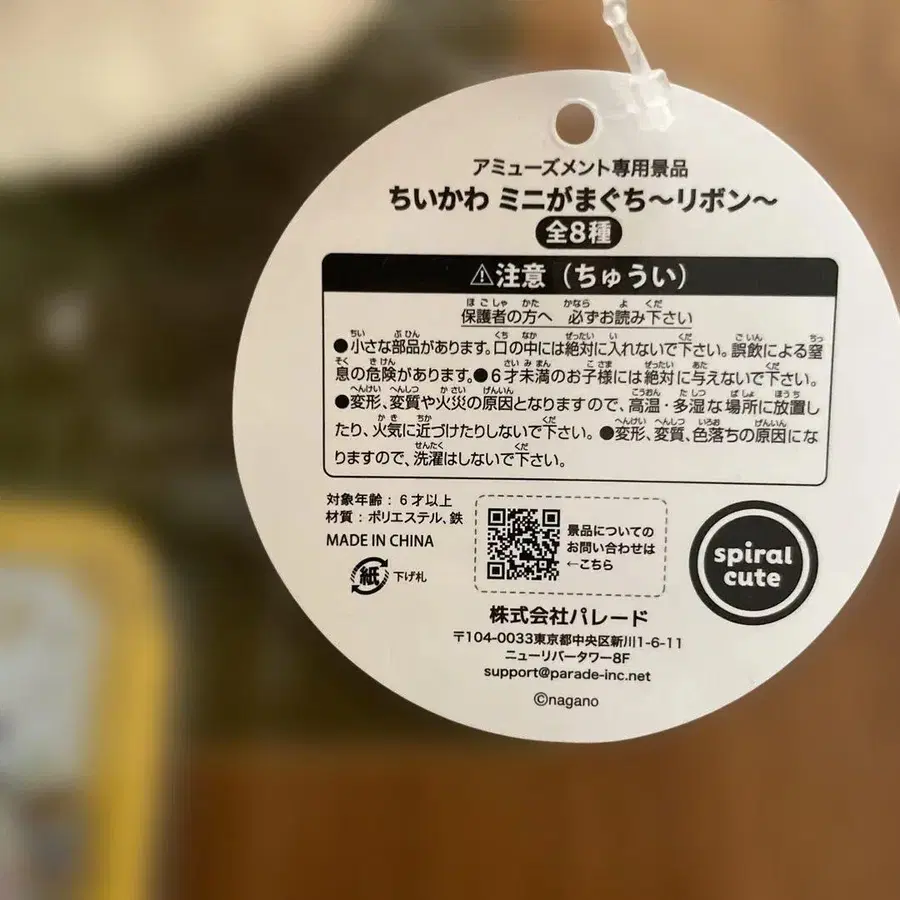 アミューズメント専用景品
ちいかわ ミニがまぐち〜リボン〜
全8種
⚠注意（ちゅうい）
保護者の方へ 必ずお読み下さい
●小さな部品があります。口の中には絶対に入れないで下さい。誤飲による窒
息の危険があります。●6才未満のお子様には絶対に与えないで下さい。
●変形、変質や火災の原因となりますので、高温・多湿な場所に放置し
たり、火気に近づけたりしないで下さい。●変形、変質、色落ちの原因にな
りますので、洗濯はしないで下さい。
対象年齢：6才以上
材質：ポリエステル、鉄
MADE IN CHINA
紙 下げ札
景品についての
お問い合わせは
←こちら
spiral
cute
株式会社パレード
〒104-0033東京都中央区新川1-6-11
ニューリバータワー8F
support@parade-inc.net
©nagano